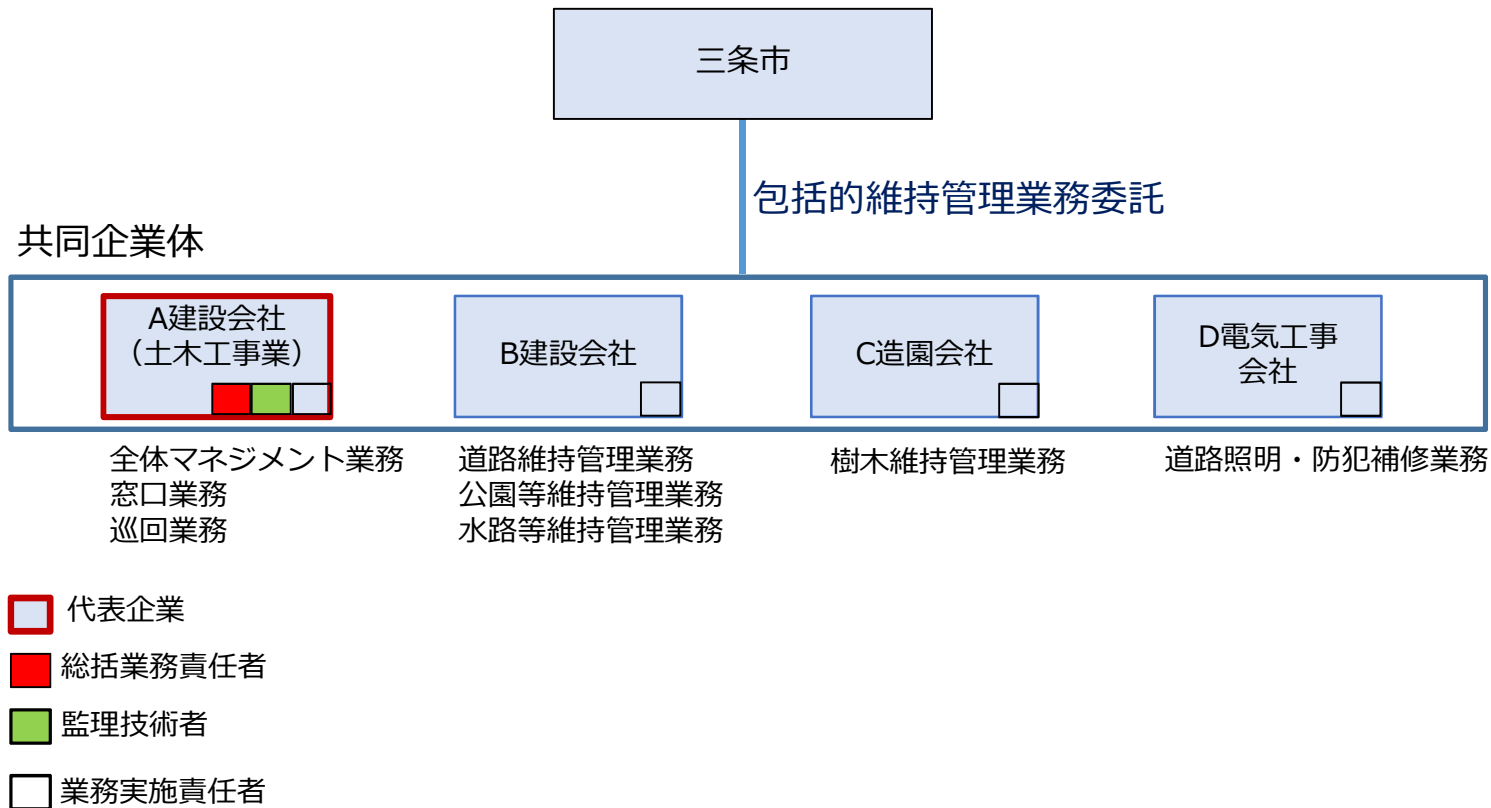 三条市
包括的維持管理業務委託
共同企業体
A建設会社
（土木工事業）
B建設会社
C造園会社
D電気工事
会社
全体マネジメント業務
窓口業務
巡回業務
道路維持管理業務
公園等維持管理業務
水路等維持管理業務
樹木維持管理業務
道路照明・防犯補修業務
代表企業
総括業務責任者
監理技術者
業務実施責任者